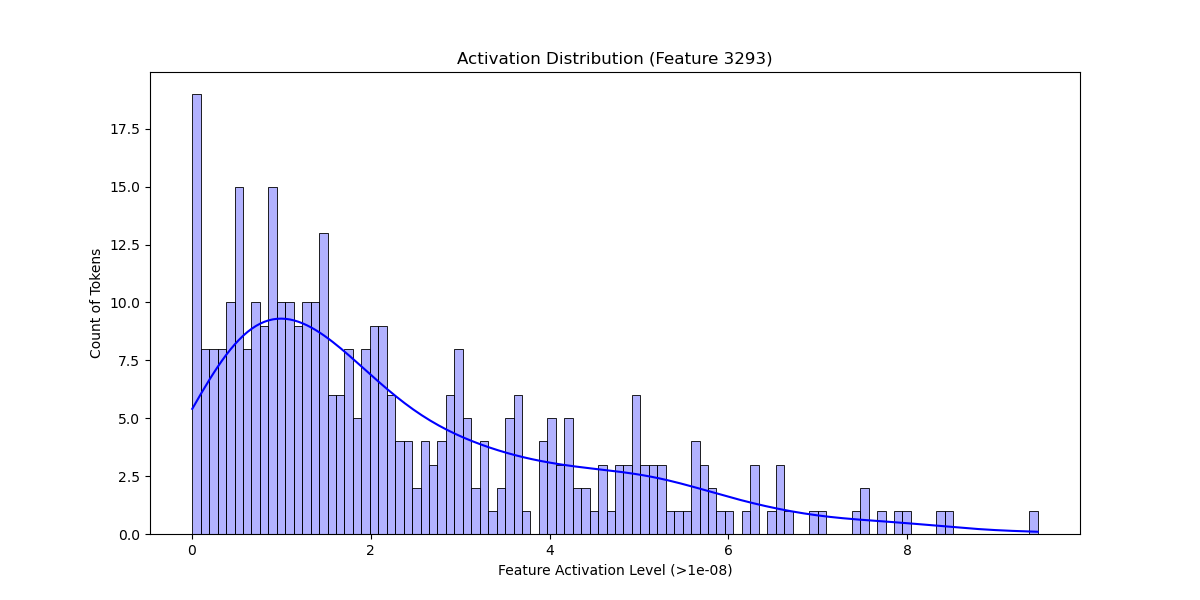 Activation Distribution (Feature 3293)
17.5
15.0
12.5
10.0
7.5
5.0
2.5
0.0
Count of Tokens
0 2 4 6 8
Feature Activation Level (>1e-08)